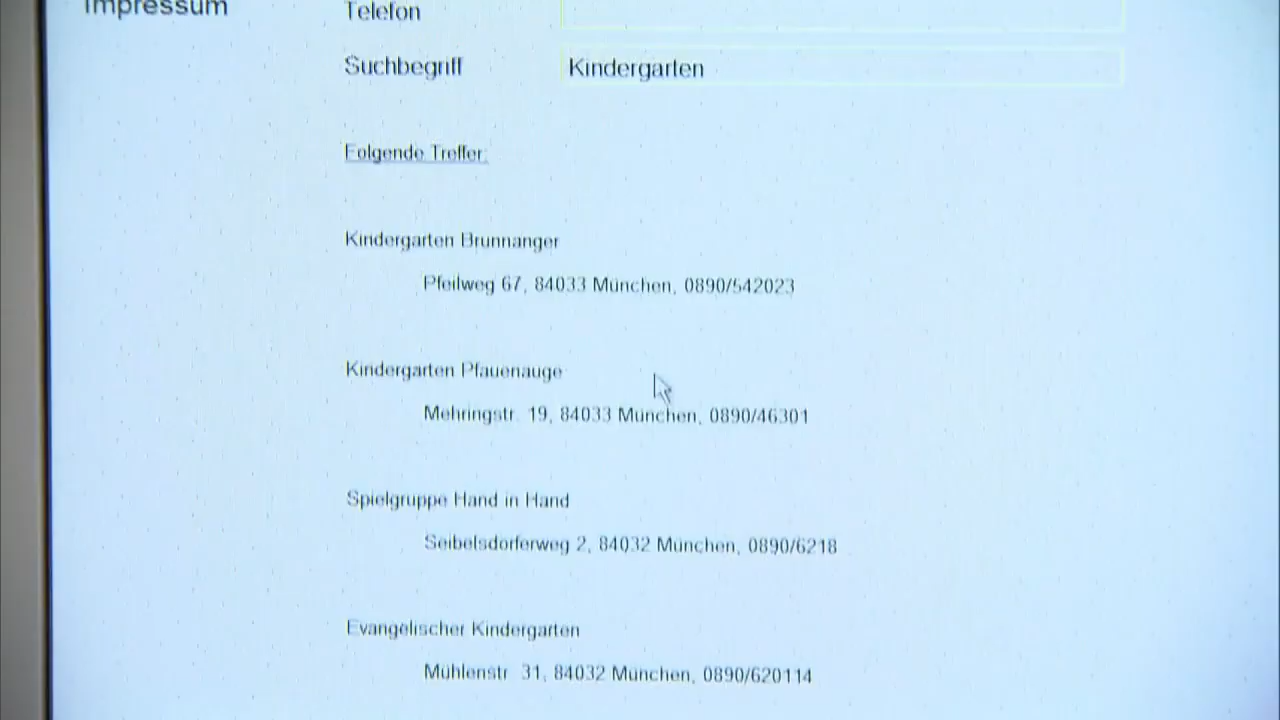 Impressum
Telefon
Suchbegriff Kindergarten
Folgende Treffer:
Kindergarten Brunnanger
Pfeilweg 67, 84033 München, 0890/542023
Kindergarten Pfauenauge
Mehringstr. 19, 84033 München, 0890/46301
Spielgruppe Hand in Hand
Seibelsdorferweg 2, 84032 München, 0890/6218
Evangelischer Kindergarten
Mühlenstr. 31, 84032 München, 0890/620114